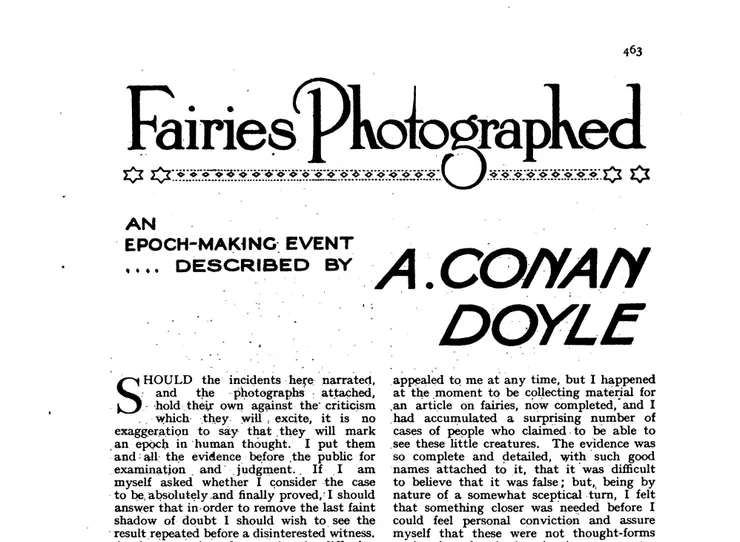 463
Fairies Photographed
AN
EPOCH-MAKING EVENT
.... DESCRIBED BY
A. CONAN
DOYLE
SHOULD the incidents here narrated,
and the photographs attached,
hold their own against the criticism
which they will excite, it is no
exaggeration to say that they will mark
an epoch in human thought. I put them
and all the evidence before the public for
examination and judgment. If I am
myself asked whether I consider the case
to be absolutely and finally proved, I should
answer that in order to remove the last faint
shadow of doubt I should wish to see the
result repeated before a disinterested witness.
appealed to me at any time, but I happened
at the moment to be collecting material for
an article on fairies, now completed, and I
had accumulated a surprising number of
cases of people who claimed to be able to
see these little creatures. The evidence was
so complete and detailed, with such good
names attached to it, that it was difficult
to believe that it was false; but, being by
nature of a somewhat sceptical turn, I felt
that something closer was needed before I
could feel personal conviction and assure
myself that these were not thought-forms